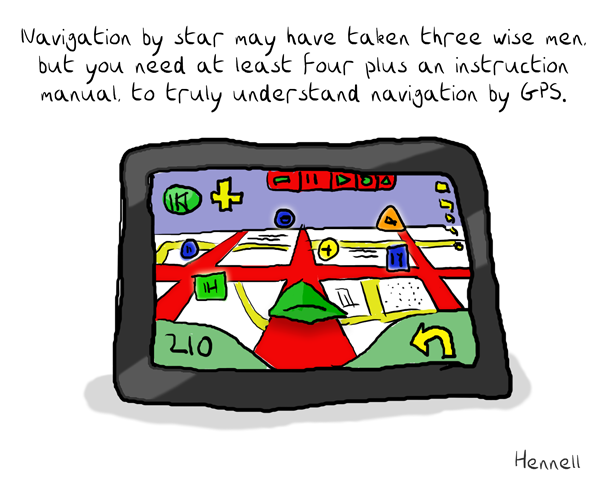 Navigation by star may have taken three wise men,
but you need at least four plus an instruction
manual, to truly understand navigation by GPS.
210
Hennell